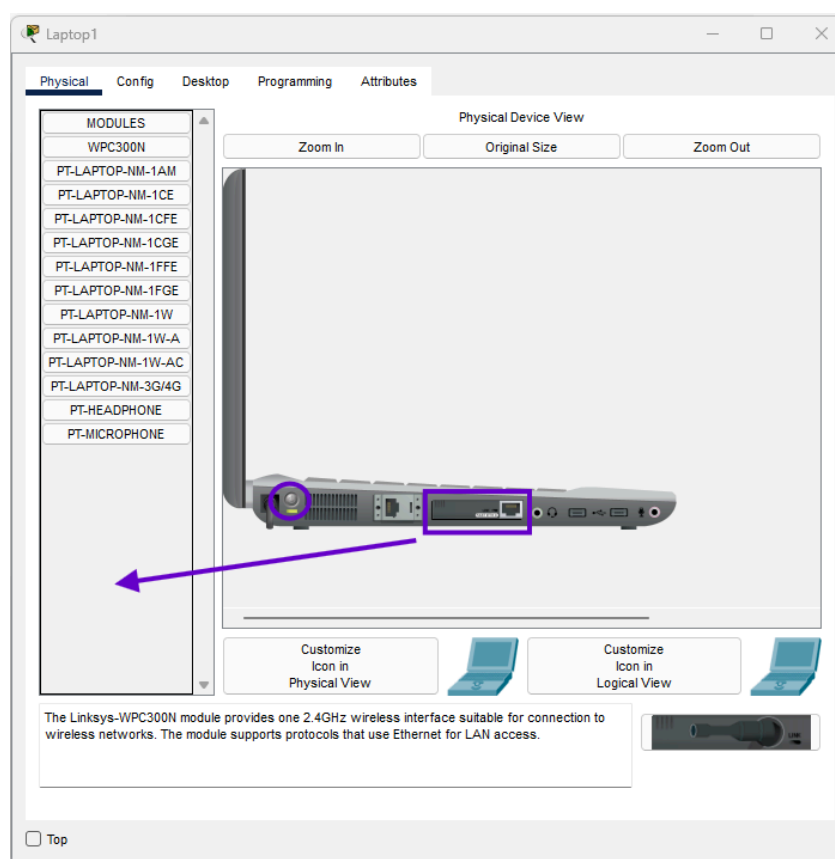 Laptop1
Physical Config Desktop Programming Attributes
MODULES
WPC300N
PT-LAPTOP-NM-1AM
PT-LAPTOP-NM-1CE
PT-LAPTOP-NM-1CFE
PT-LAPTOP-NM-1CGE
PT-LAPTOP-NM-1FFE
PT-LAPTOP-NM-1FGE
PT-LAPTOP-NM-1W
PT-LAPTOP-NM-1W-A
PT-LAPTOP-NM-1W-AC
PT-LAPTOP-NM-3G/4G
PT-HEADPHONE
PT-MICROPHONE
Physical Device View
Zoom In Original Size Zoom Out
Customize
Icon in
Physical View
Customize
Icon in
Logical View
The Linksys-WPC300N module provides one 2.4GHz wireless interface suitable for connection to
wireless networks. The module supports protocols that use Ethernet for LAN access.
LINK
Top